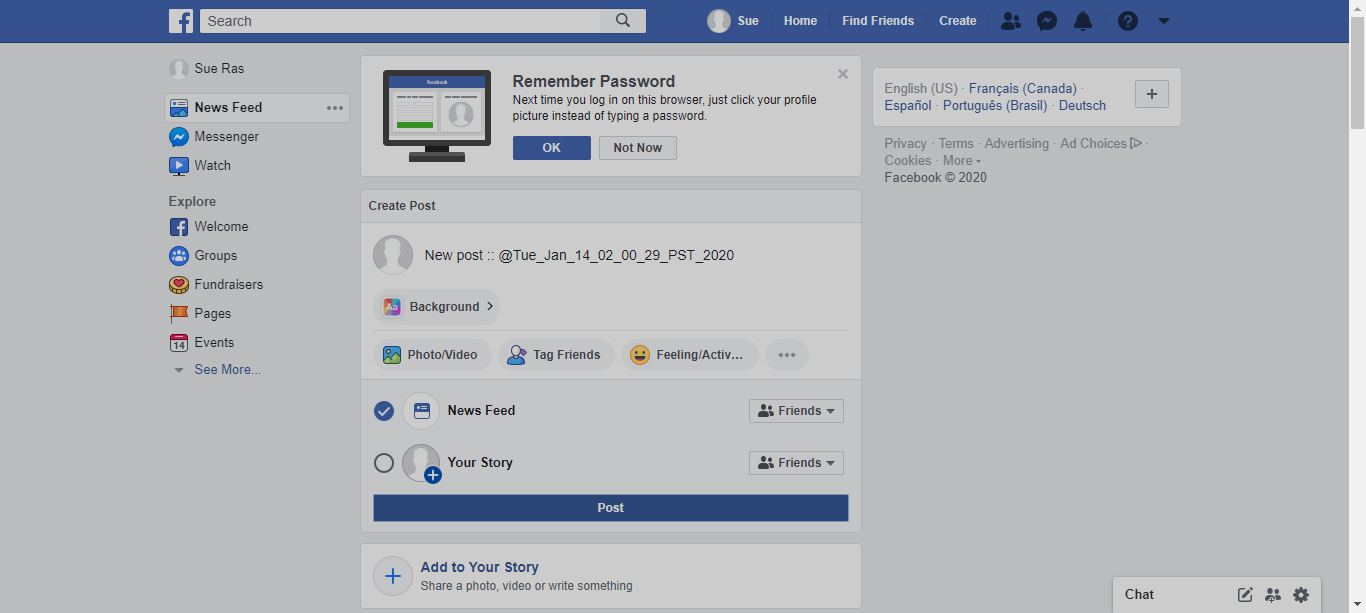 Search
Sue
Home
Find Friends
Create
Sue Ras
News Feed
Messenger
Watch
Explore
Welcome
Groups
Fundraisers
Pages
14
Events
See More...
facebook
Remember Password
Next time you log in on this browser, just click your profile
picture instead of typing a password.
OK
Not Now
Create Post
New post :: @Tue_Jan_14_02_00_29_PST_2020
Aa
Background
Photo/Video
Tag Friends
Feeling/Activ...
News Feed
Friends
Your Story
Friends
Post
Add to Your Story
Share a photo, video or write something
English (US) · Français (Canada) ·
Español · Português (Brasil) · Deutsch
Privacy · Terms · Advertising · Ad Choices ·
Cookies · More
Facebook © 2020
Chat